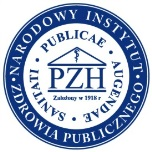 NARODOWY INSTYTUT
ZDROWIA PUBLICZNEGO
SANITATI PUBLICAE AUGENDAE
PZH
Założony w 1918 r